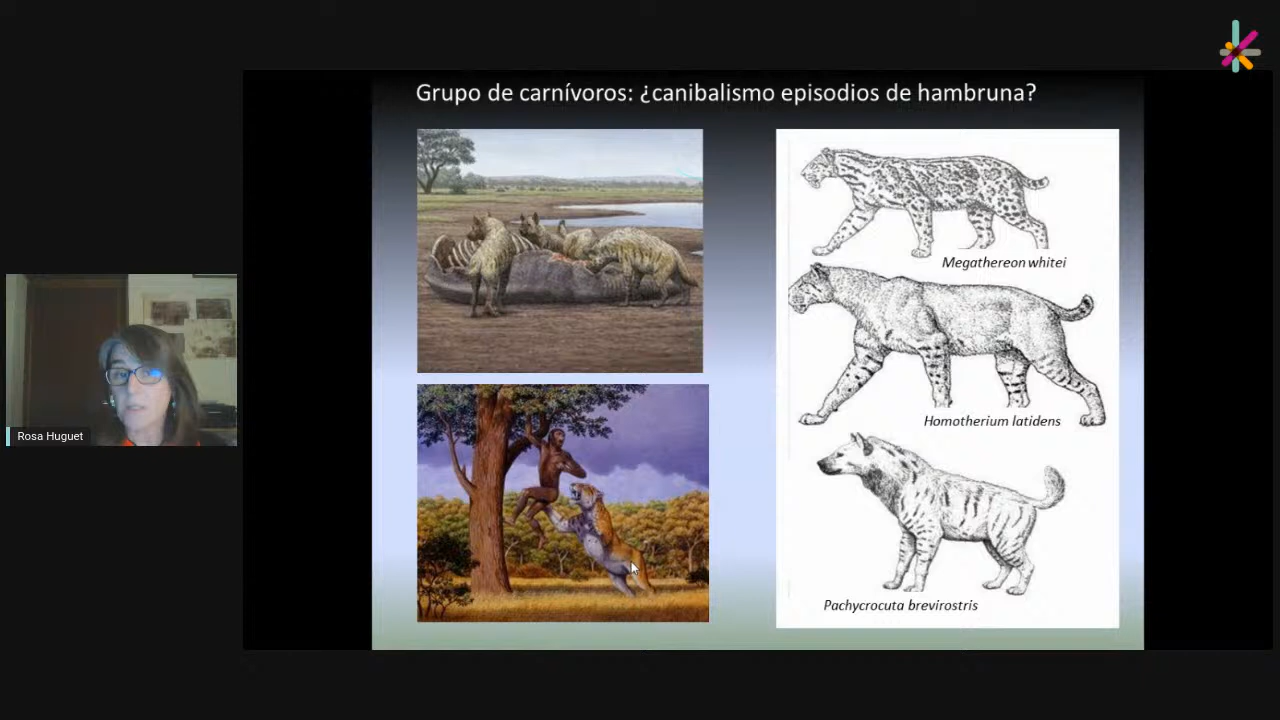 Grupo de carnívoros: ¿canibalismo episodios de hambruna?
Megathereon whitei
Homotherium latidens
Pachycrocuta brevirostris
Rosa Huguet